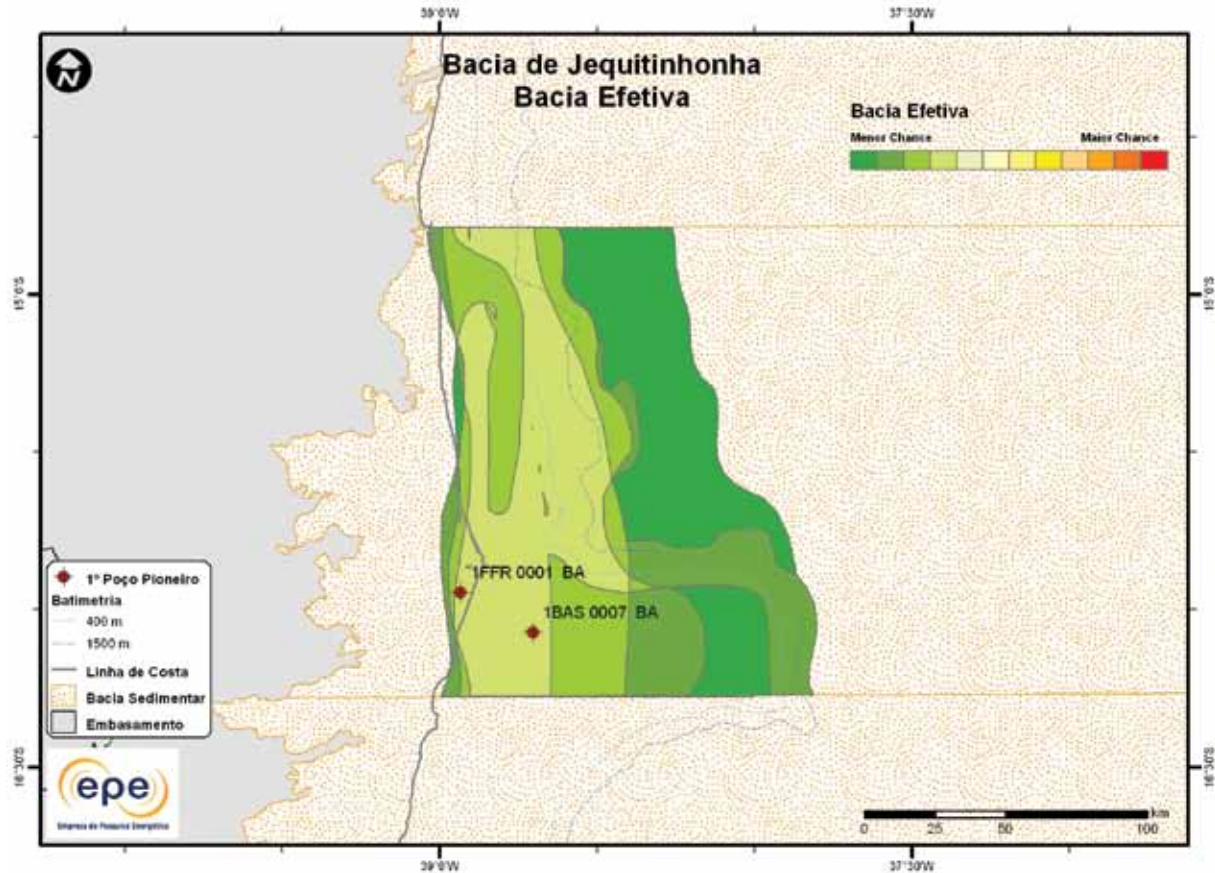 39°0'W
37°30'W
N
Bacia de Jequitinhonha
Bacia Efetiva
Bacia Efetiva
Menor Chance
Maior Chance
15°0'S
15°0'S
1FFR 0001 BA
1BAS 0007 BA
1º Poço Pioneiro
Batimetria
400 m
1500 m
Linha de Costa
Bacia Sedimentar
Embasamento
16°30'S
16°30'S
epe
Empresa de Pesquisa Energética
km
0
25
50
100
39°0'W
37°30'W